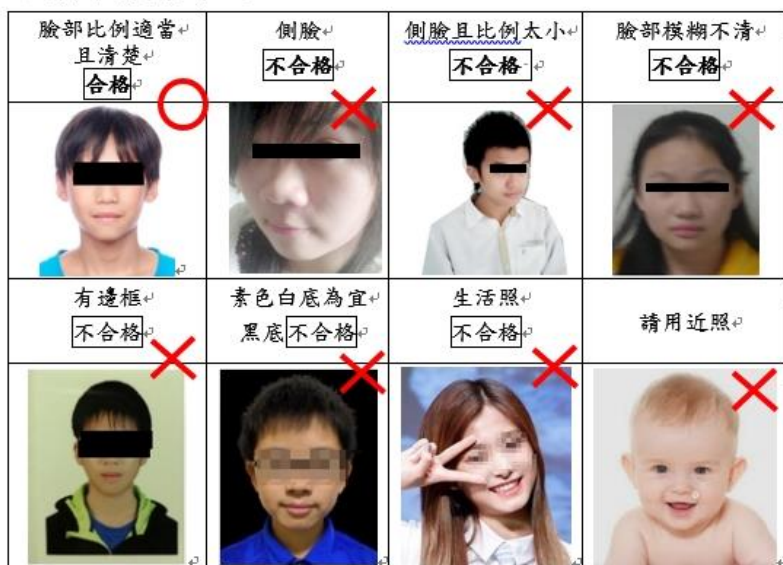 臉部比例適當
且清楚
合格
側臉
不合格
側臉且比例太小
不合格
臉部模糊不清
不合格
有邊框
不合格
素色白底為宜
黑底不合格
生活照
不合格
請用近照